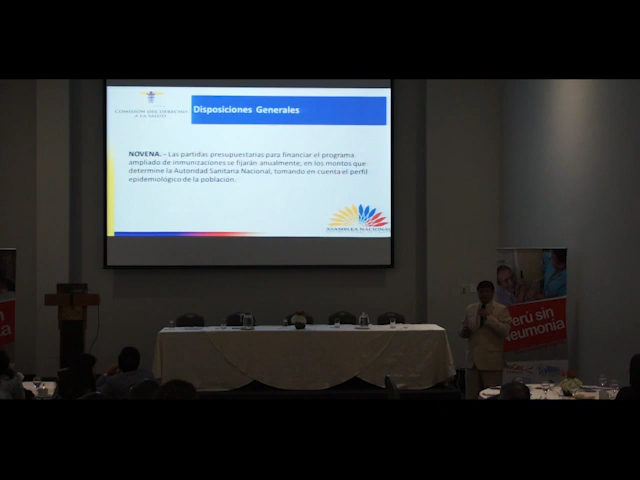 COMISIÓN DEL DERECHO
A LA SALUD
Disposiciones Generales
NOVENA. - Las partidas presupuestarias para financiar el programa
ampliado de inmunizaciones se fijarán anualmente, en los montos que
determine la Autoridad Sanitaria Nacional, tomando en cuenta el perfil
epidemiológico de la población.
ASAMBLEA NACIONAL
Perú sin
neumonía